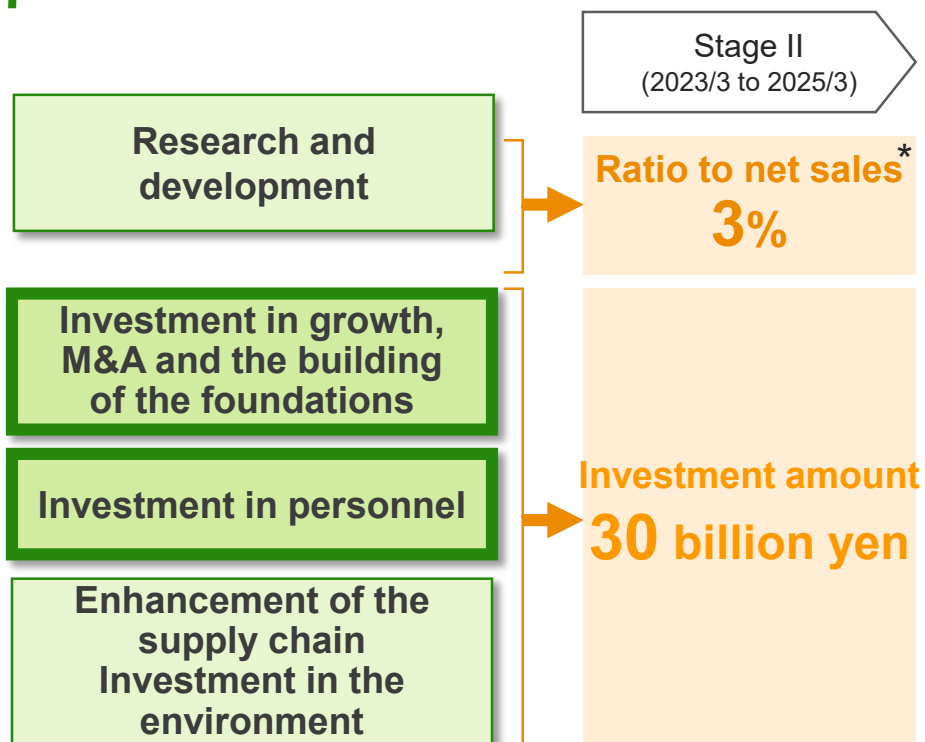 Stage II
(2023/3 to 2025/3)
Research and
development
Ratio to net sales*
3%
Investment in growth,
M&A and the building
of the foundations
Investment in personnel
Investment amount
30 billion yen
Enhancement of the
supply chain
Investment in the
environment